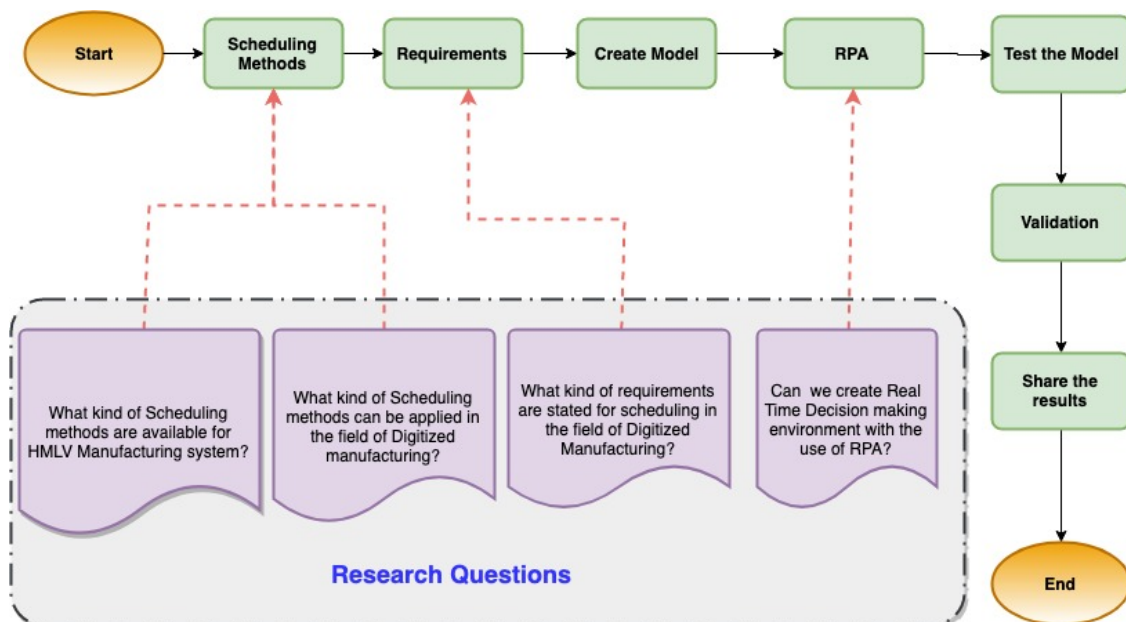 Start
Scheduling
Methods
Requirements
Create Model
RPA
Test the Model
Validation
Share the
results
End
What kind of Scheduling
methods are available for
HMLV Manufacturing system?
What kind of Scheduling
methods can be applied in
the field of Digitized
manufacturing?
What kind of requirements
are stated for scheduling in
the field of Digitized
Manufacturing?
Can we create Real
Time Decision making
environment with the
use of RPA?
Research Questions